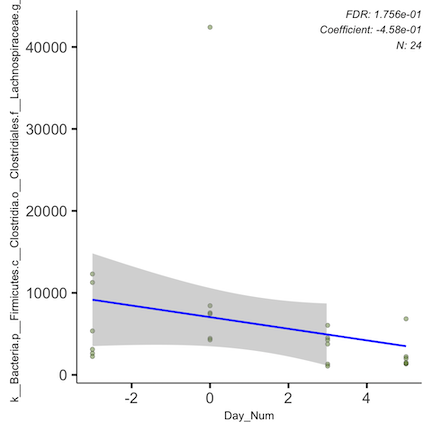 FDR: 1.756e-01
Coefficient: -4.58e-01
N: 24
k__Bacteria.p__Firmicutes.c__Clostridia.o__Clostridiales.f__Lachnospiraceae.g_
40000
30000
20000
10000
0
-2 0 2 4
Day_Num